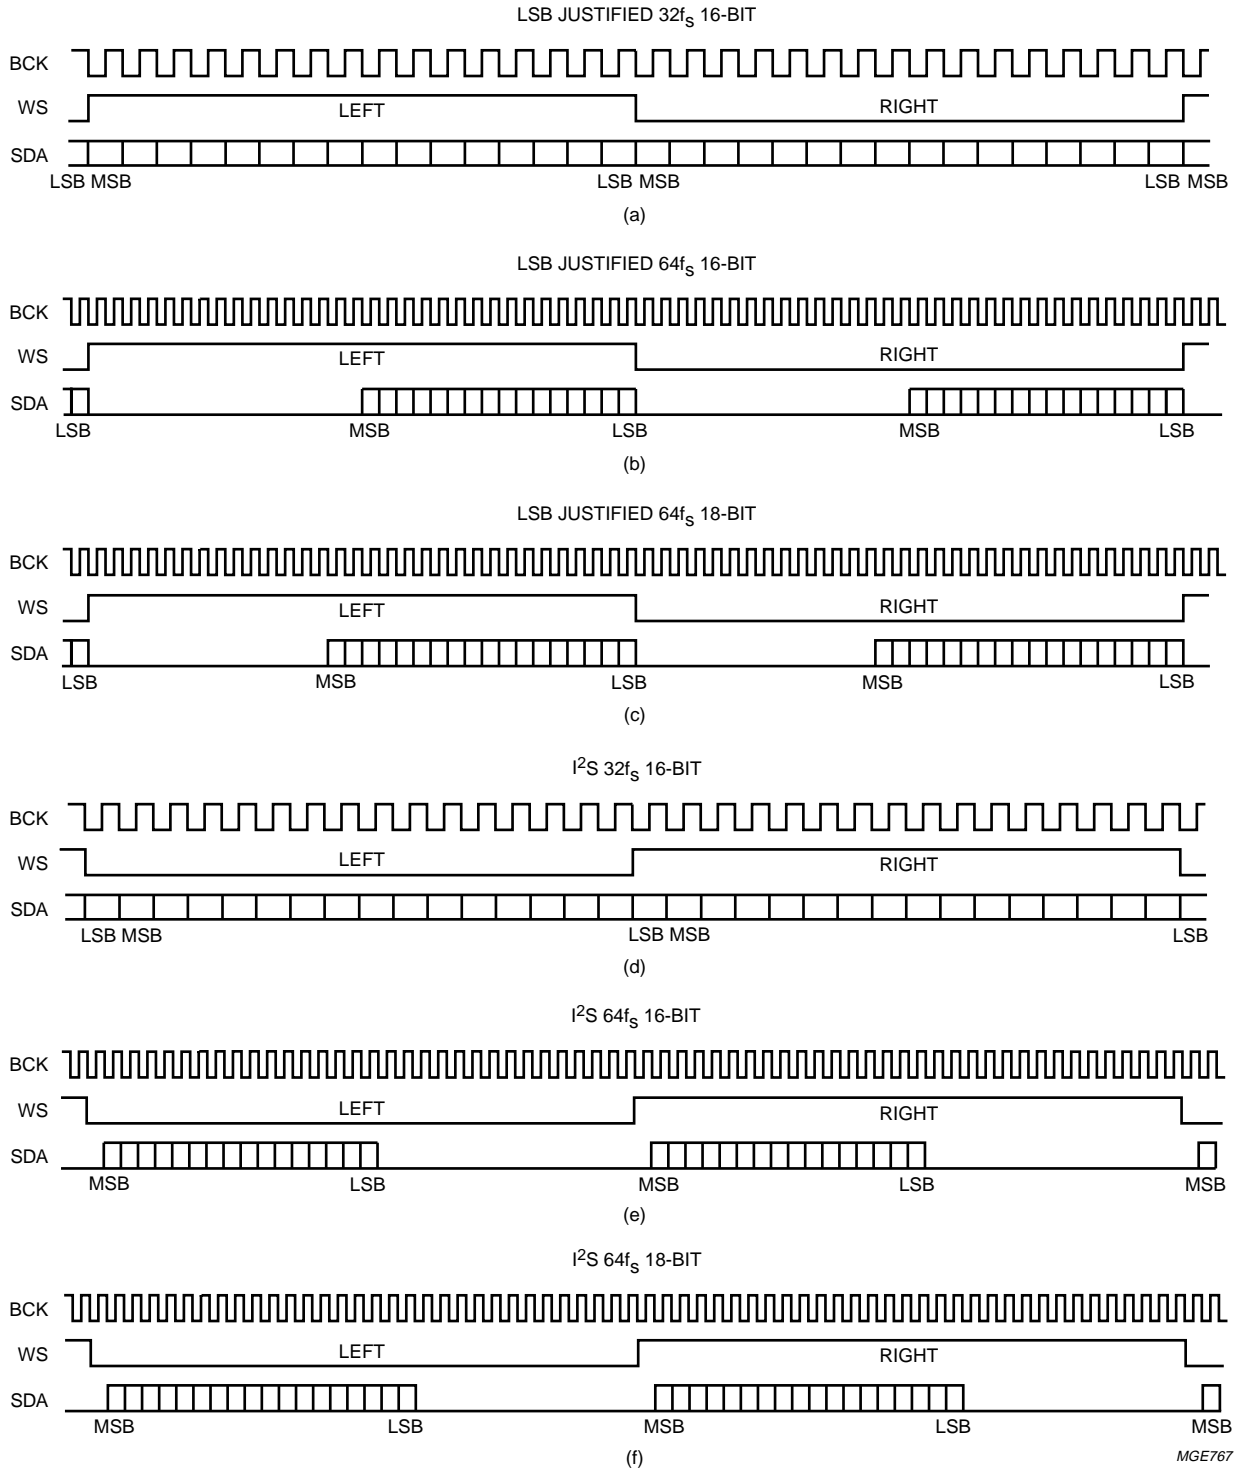 LSB JUSTIFIED 32fs 16-BIT
BCK
WS LEFT RIGHT
SDA
LSB MSB LSB MSB LSB MSB
(a)
LSB JUSTIFIED 64fs 16-BIT
BCK
WS LEFT RIGHT
SDA
LSB MSB LSB MSB LSB
(b)
LSB JUSTIFIED 64fs 18-BIT
BCK
WS LEFT RIGHT
SDA
LSB MSB LSB MSB LSB
(c)
I²S 32fs 16-BIT
BCK
WS LEFT RIGHT
SDA
LSB MSB LSB MSB LSB
(d)
I²S 64fs 16-BIT
BCK
WS LEFT RIGHT
SDA
MSB LSB MSB LSB MSB
(e)
I²S 64fs 18-BIT
BCK
WS LEFT RIGHT
SDA
MSB LSB MSB LSB MSB
(f)
MGE767